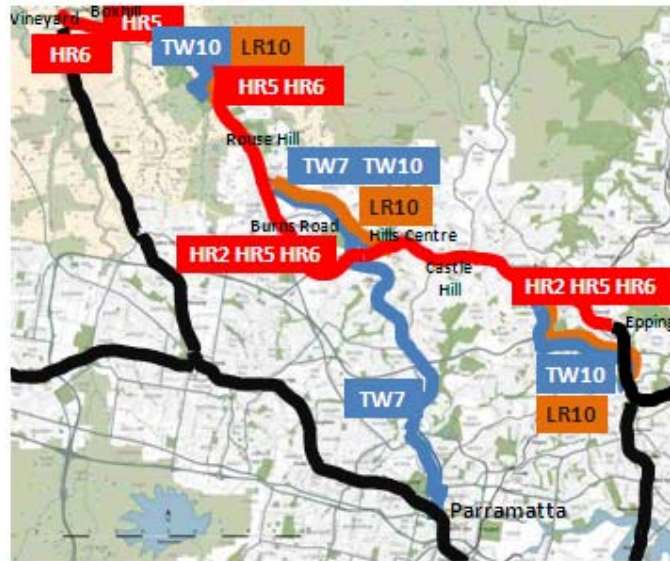 Vineyard
Boxhill
HR5
HR6
TW10
LR10
HR5 HR6
Rouse Hill
TW7 TW10
LR10
Burns Road
Hills Centre
HR2 HR5 HR6
Castle
Hill
HR2 HR5 HR6
Epping
TW10
TW7
LR10
Parramatta